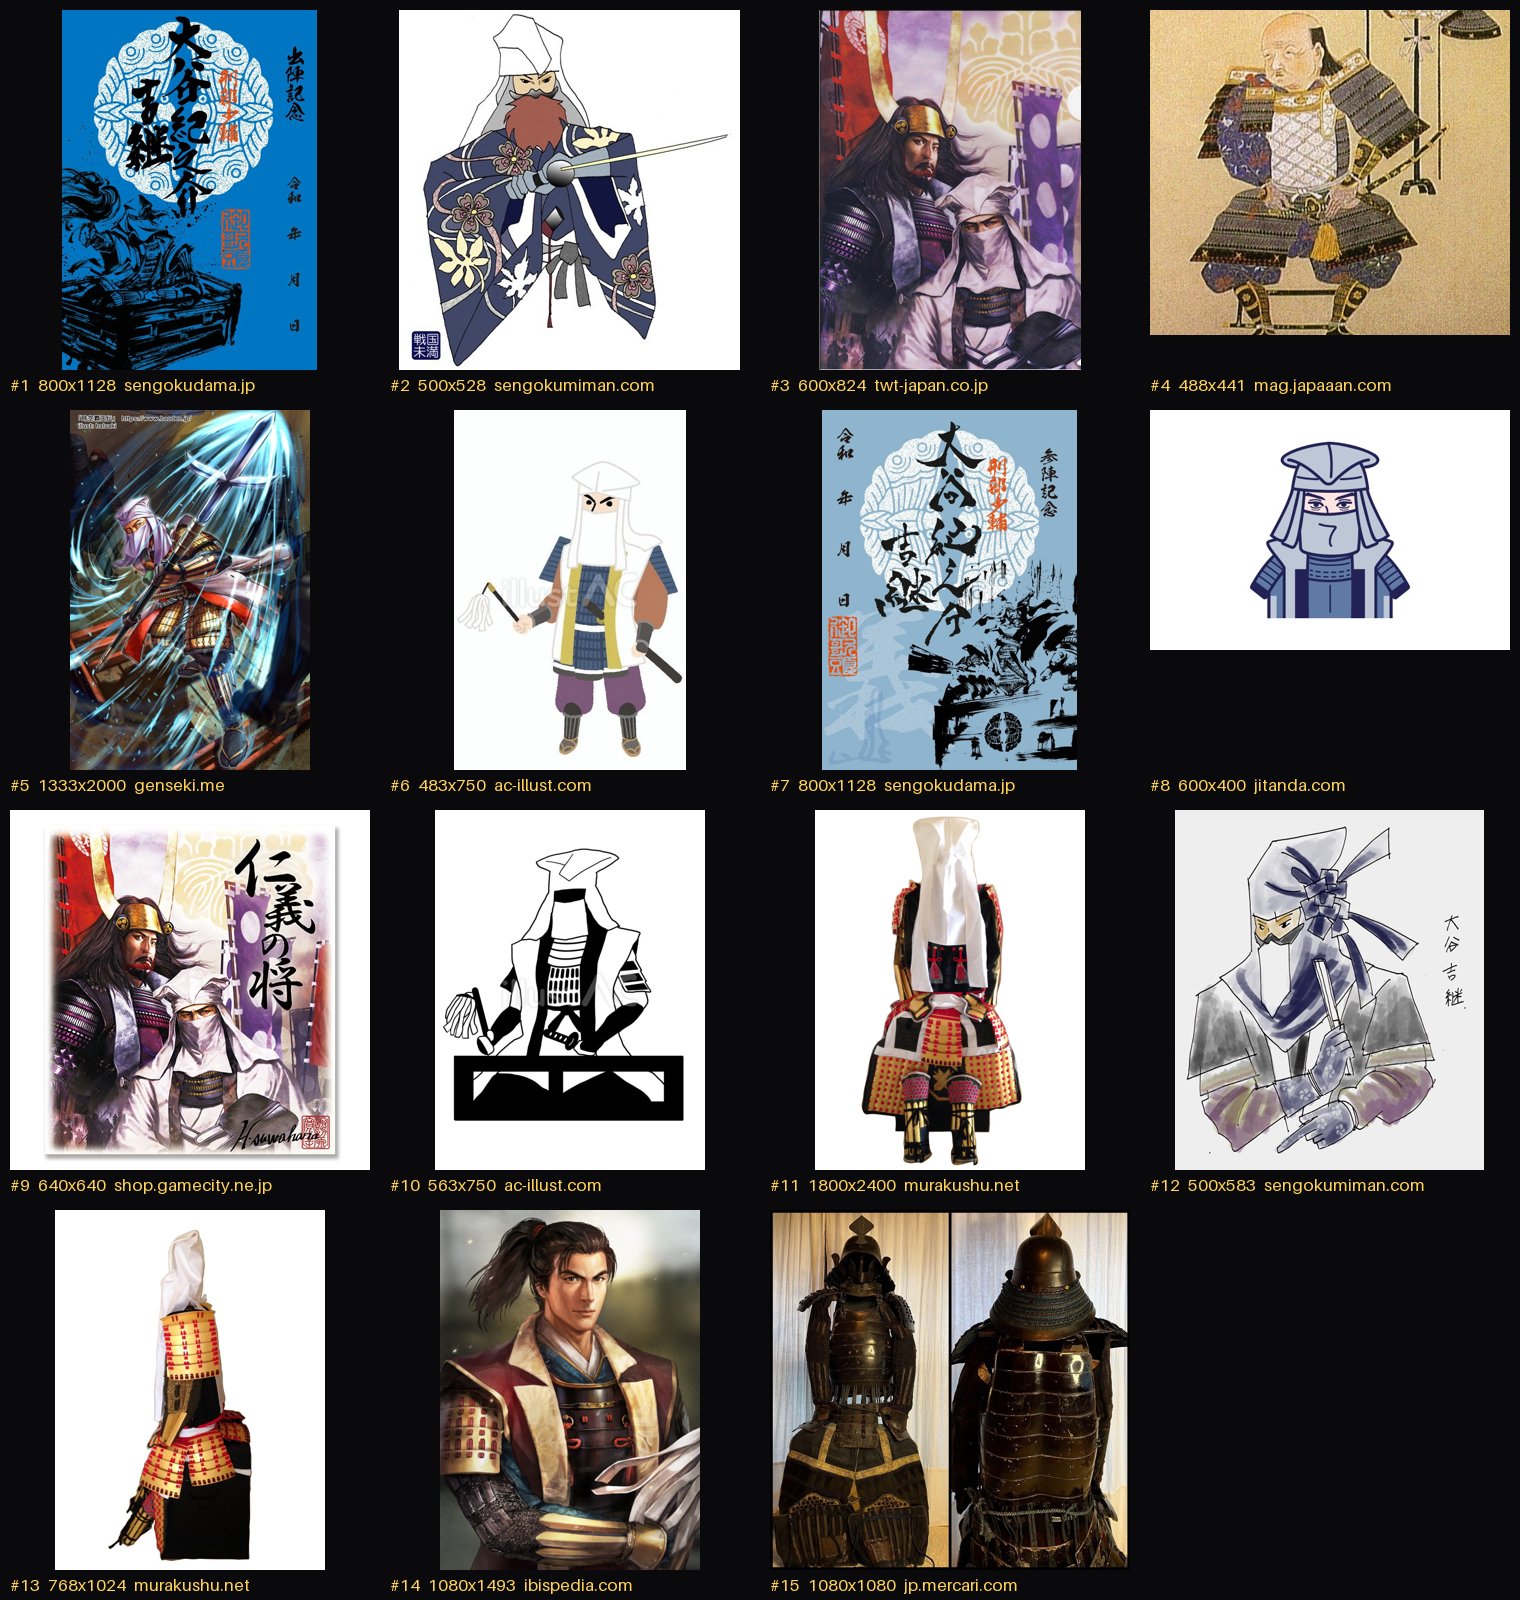 大谷紀之介
吉継
刑部少輔
出陣記念
令和
年
月
日
#1 800x1128 sengokudama.jp
戦国
未満
#2 500x528 sengokumiman.com
#3 600x824 twt-japan.co.jp
#4 488x441 mag.japaaan.com
#5 1333x2000 genseki.me
illust AC
#6 483x750 ac-illust.com
参陣記念
刑部少輔
大谷紀之介
吉継
令和
年
月
日
義
#7 800x1128 sengokudama.jp
#8 600x400 jitanda.com
仁義の将
#9 640x640 shop.gamecity.ne.jp
illust AC
#10 563x750 ac-illust.com
#11 1800x2400 murakushu.net
大谷吉継.
#12 500x583 sengokumiman.com
#13 768x1024 murakushu.net
#14 1080x1493 ibispedia.com
#15 1080x1080 jp.mercari.com